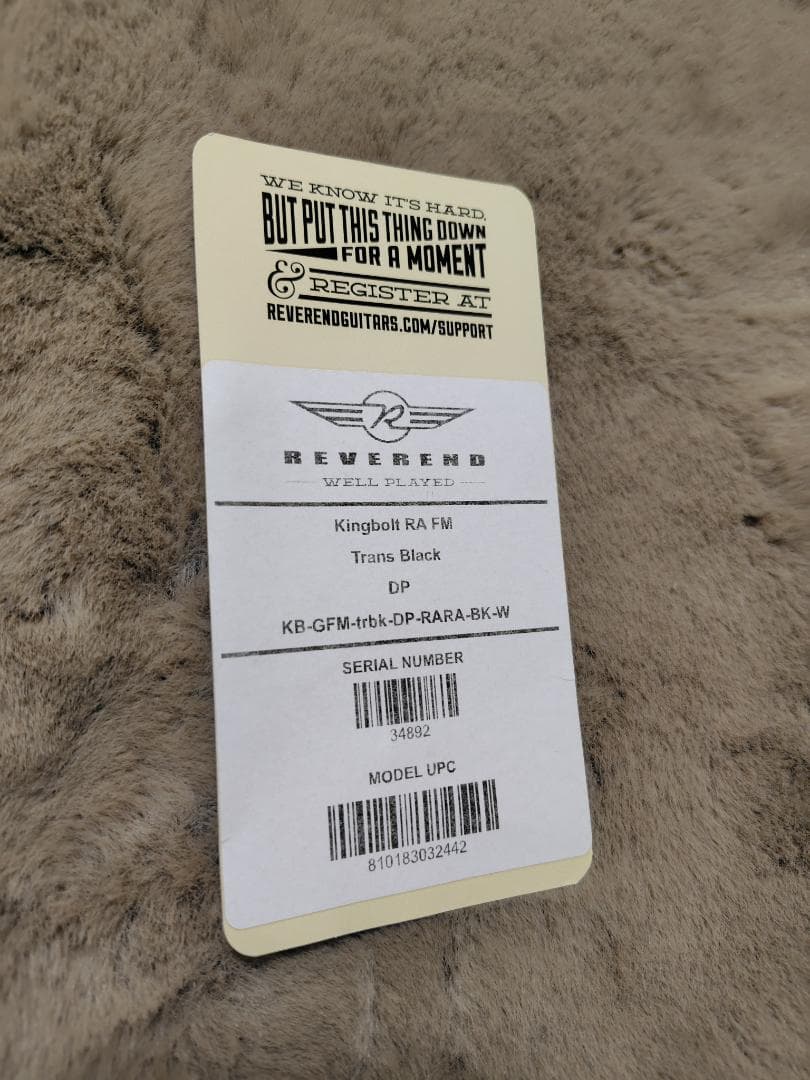 WE KNOW IT'S HARD,
BUT PUT THIS THING DOWN
FOR A MOMENT
& REGISTER AT
REVERENDGUITARS.COM/SUPPORT
R
REVEREND
WELL PLAYED
Kingbolt RA FM
Trans Black
DP
KB-GFM-trbk-DP-RARA-BK-W
SERIAL NUMBER
34892
MODEL UPC
810183032442